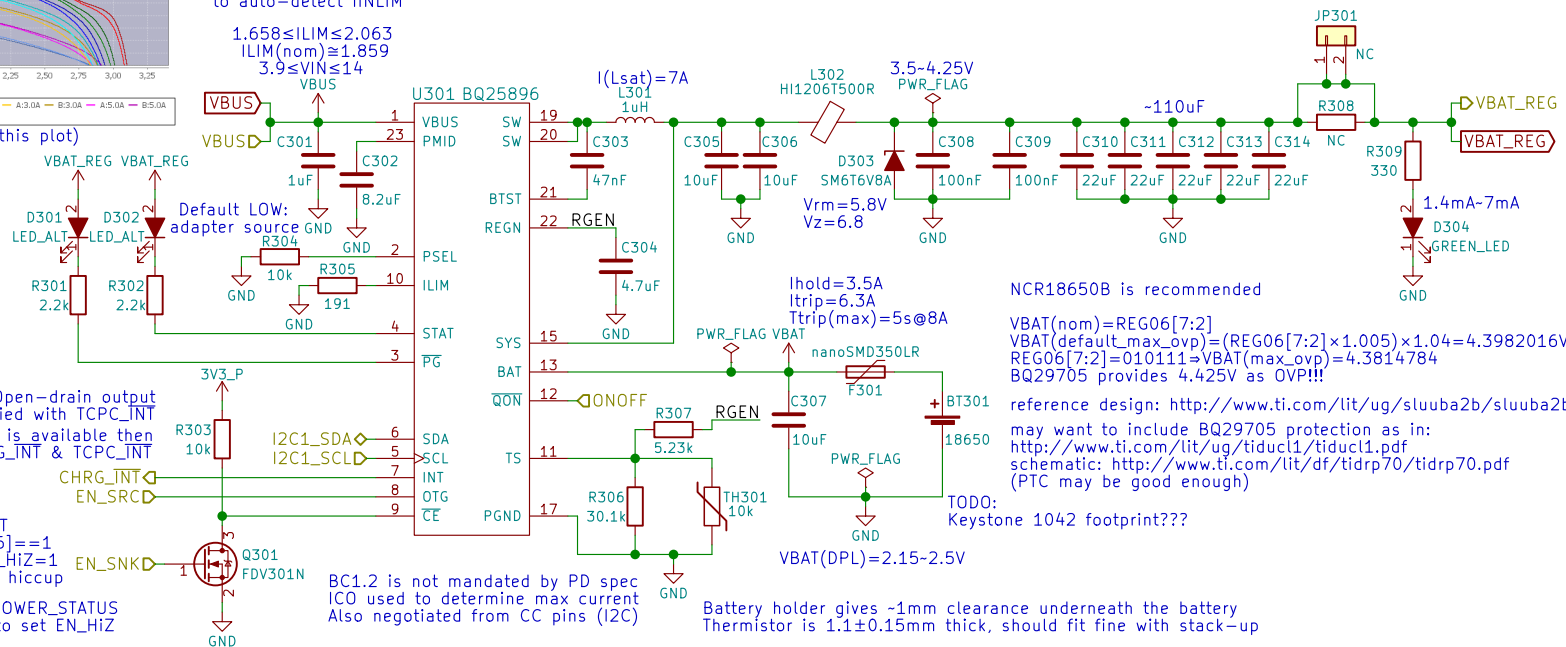 to auto-detect IINLIM
1.658≤ILIM≤2.063
ILIM(nom)≅1.859
3.9≤VIN≤14
2,25 2,50 2,75 3,00 3,25
A:3.0A B:3.0A A:5.0A B:5.0A
this plot)
VBUS
VBUS
VBUS
C301
1uF
GND
C302
8.2uF
GND
VBAT_REG VBAT_REG
D301
LED_ALT
2
1
D302
LED_ALT
2
1
R301
2.2k
R302
2.2k
Default LOW:
adapter source
R304
10k
GND
R305
191
GND
U301 BQ25896
1 VBUS
23 PMID
2 PSEL
10 ILIM
4 STAT
3 PG
6 SDA
5 SCL
7 INT
8 OTG
9 CE
SW 19
SW 20
BTST 21
REGN 22
SYS 15
BAT 13
QON 12
TS 11
PGND 17
I(Lsat)=7A
L301
1uH
C303
47nF
RGEN
C304
4.7uF
GND
C305
10uF
C306
10uF
GND
L302
HI1206T500R
3.5~4.25V
PWR_FLAG
D303
SM6T6V8A
Vrm=5.8V
Vz=6.8
C308
100nF
GND
C309
100nF
~110uF
C310
22uF
C311
22uF
C312
22uF
C313
22uF
C314
22uF
GND
JP301
NC
1 2
R308
NC
VBAT_REG
VBAT_REG
R309
330
1.4mA~7mA
2
1
D304
GREEN_LED
GND
Ihold=3.5A
Itrip=6.3A
Ttrip(max)=5s@8A
PWR_FLAG VBAT
nanoSMD350LR
F301
ONOFF
C307
10uF
BT301
18650
+
PWR_FLAG
GND
R307
5.23k
RGEN
R306
30.1k
TH301
10k
GND
VBAT(DPL)=2.15~2.5V
TODO:
Keystone 1042 footprint???
NCR18650B is recommended
VBAT(nom)=REG06[7:2]
VBAT(default_max_ovp)=(REG06[7:2]×1.005)×1.04=4.3982016V
REG06[7:2]=010111⇒VBAT(max_ovp)=4.3814784
BQ29705 provides 4.425V as OVP!!!
reference design: http://www.ti.com/lit/ug/sluuba2b/sluuba2b
may want to include BQ29705 protection as in:
http://www.ti.com/lit/ug/tiducl1/tiducl1.pdf
schematic: http://www.ti.com/lit/df/tidrp70/tidrp70.pdf
(PTC may be good enough)
Open-drain output
ied with TCPC_INT
is available then
G_INT & TCPC_INT
3V3_P
R303
10k
I2C1_SDA
I2C1_SCL
CHRG_INT
EN_SRC
EN_SNK
Q301
FDV301N
3
1
2
GND
T
5]==1
_HiZ=1
hiccup
OWER_STATUS
to set EN_HiZ
BC1.2 is not mandated by PD spec
ICO used to determine max current
Also negotiated from CC pins (I2C)
Battery holder gives ~1mm clearance underneath the battery
Thermistor is 1.1±0.15mm thick, should fit fine with stack-up